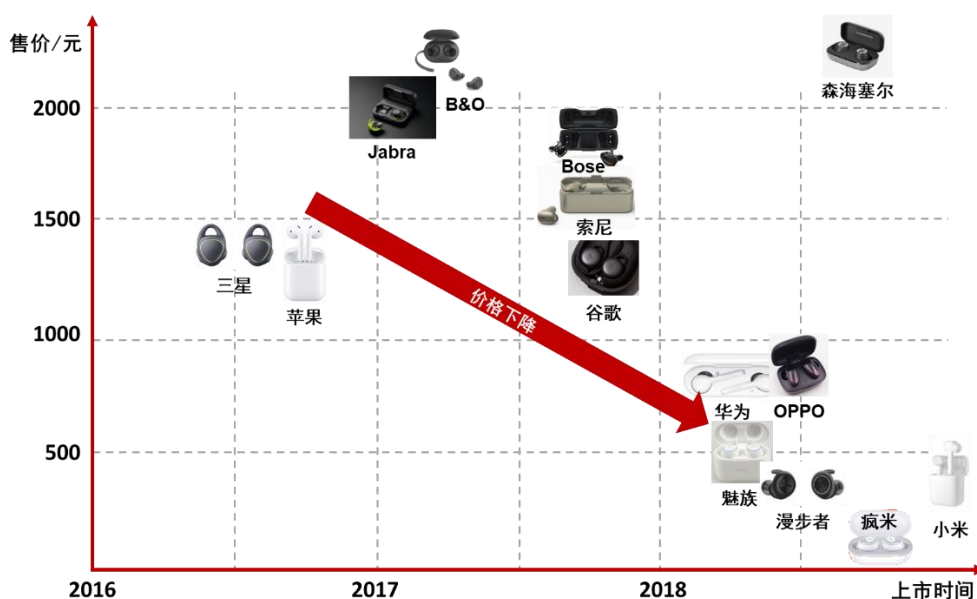 售价/元
森海塞尔
B&O
2000
Jabra
Bose
1500
索尼
三星
苹果
谷歌
价格下降
1000
华为
OPPO
500
魅族
漫步者
疯米
小米
2016
2017
2018
上市时间